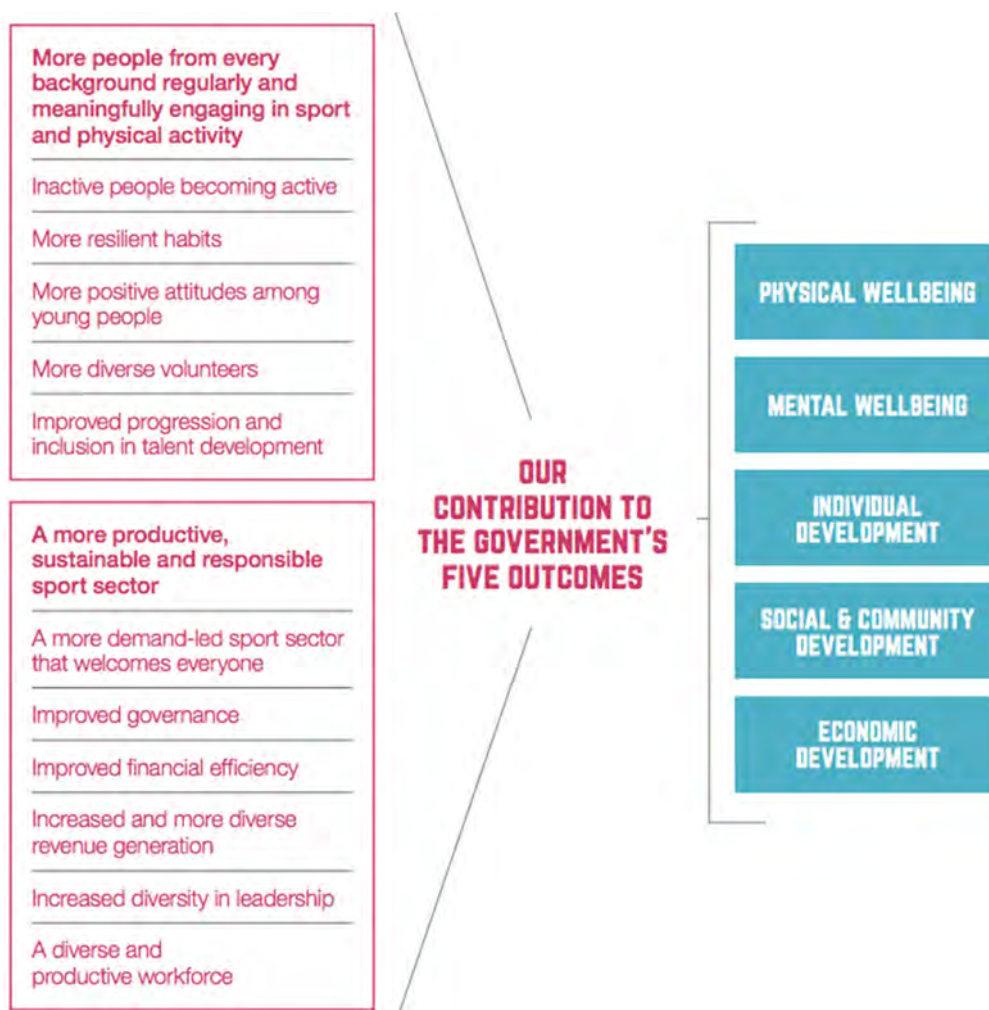 More people from every
background regularly and
meaningfully engaging in sport
and physical activity
Inactive people becoming active
More resilient habits
More positive attitudes among
young people
More diverse volunteers
Improved progression and
inclusion in talent development
A more productive,
sustainable and responsible
sport sector
A more demand-led sport sector
that welcomes everyone
Improved governance
Improved financial efficiency
Increased and more diverse
revenue generation
Increased diversity in leadership
A diverse and
productive workforce
OUR
CONTRIBUTION TO
THE GOVERNMENT'S
FIVE OUTCOMES
PHYSICAL WELLBEING
MENTAL WELLBEING
INDIVIDUAL
DEVELOPMENT
SOCIAL & COMMUNITY
DEVELOPMENT
ECONOMIC
DEVELOPMENT